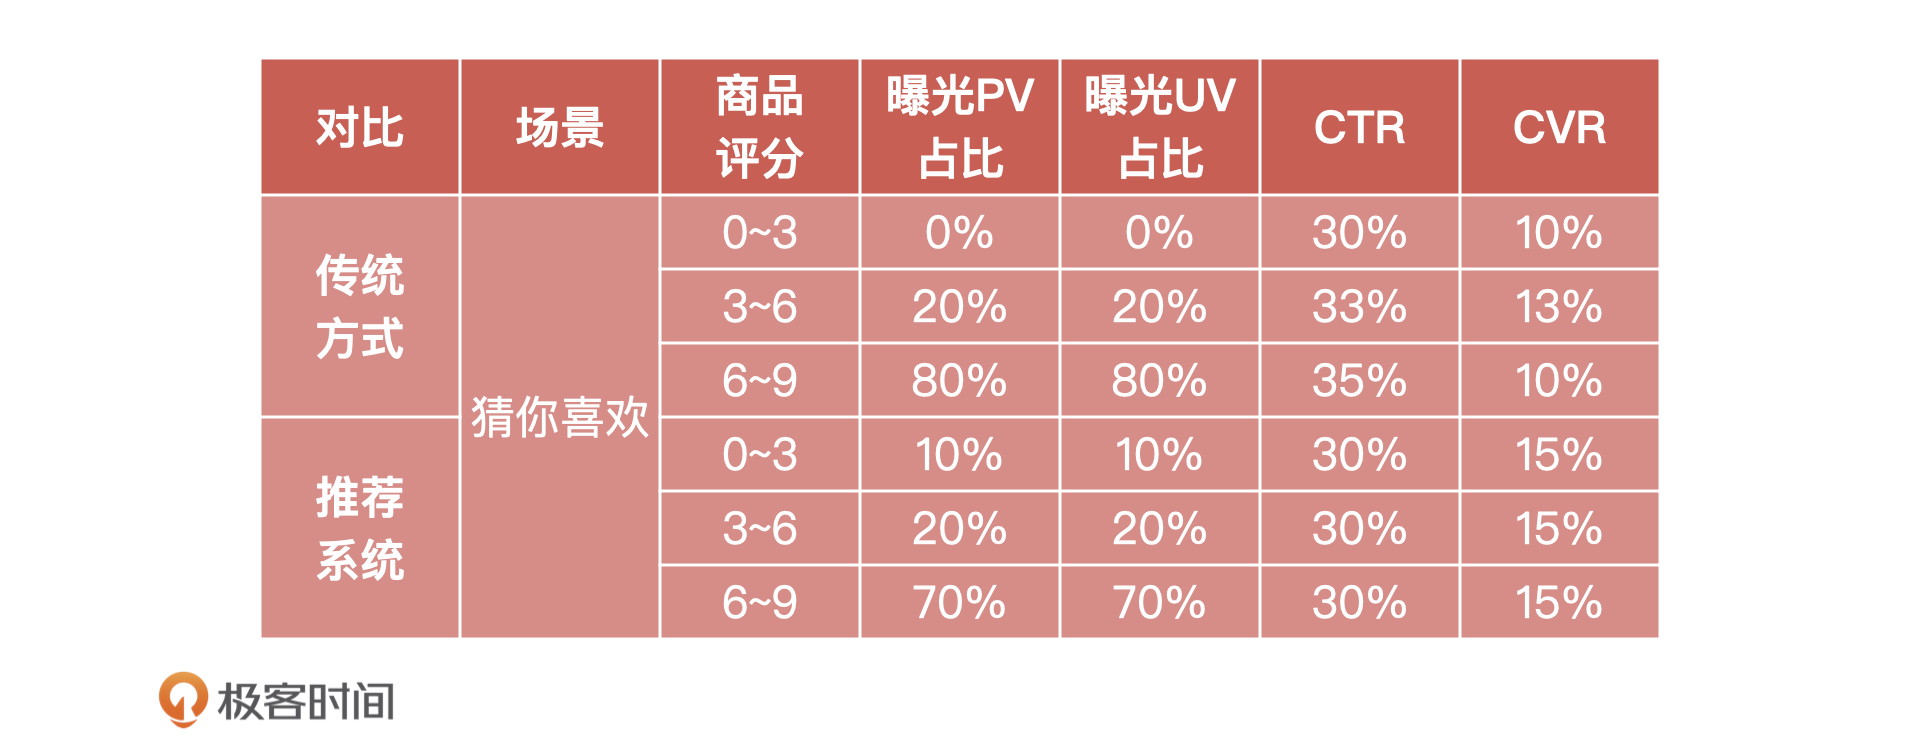 对比 场景 商品评分 曝光PV占比 曝光UV占比 CTR CVR
传统方式 猜你喜欢 0~3 0% 0% 30% 10%
3~6 20% 20% 33% 13%
6~9 80% 80% 35% 10%
推荐系统 0~3 10% 10% 30% 15%
3~6 20% 20% 30% 15%
6~9 70% 70% 30% 15%
极客时间